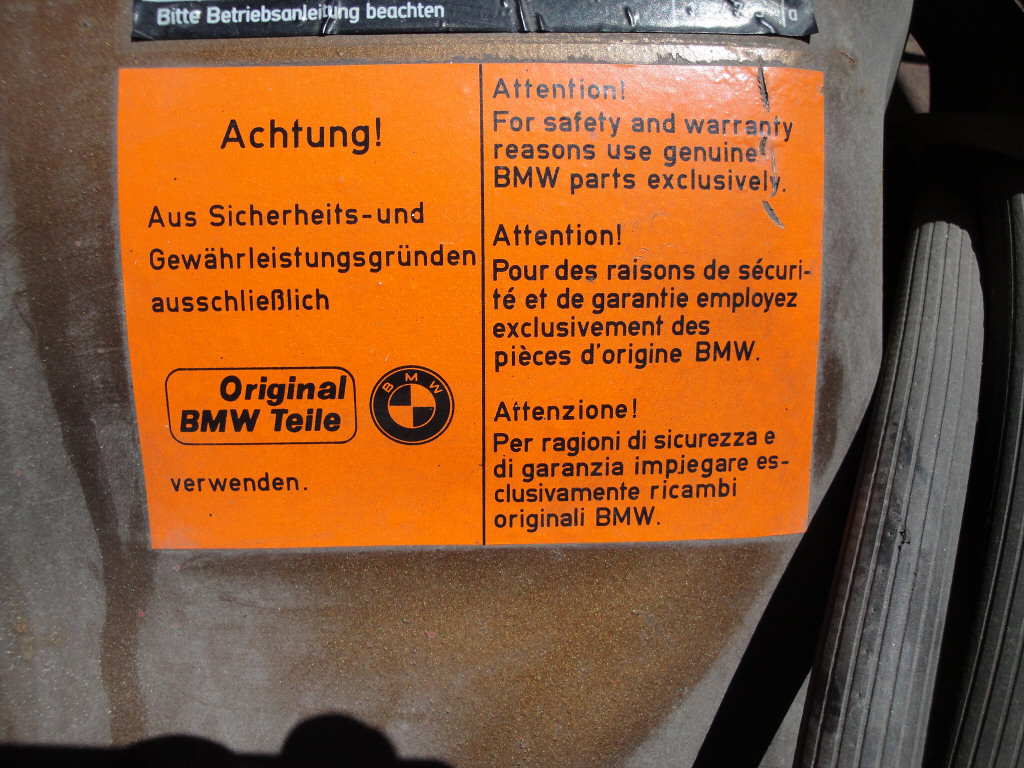 Bitte Betriebsanleitung beachten
a
Achtung!
Aus Sicherheits-und
Gewährleistungsgründen
ausschließlich
Original
BMW Teile
BMW
verwenden.
Attention!
For safety and warranty
reasons use genuine
BMW parts exclusively.
Attention!
Pour des raisons de sécuri-
té et de garantie employez
exclusivement des
pièces d'origine BMW.
Attenzione!
Per ragioni di sicurezza e
di garanzia impiegare es-
clusivamente ricambi
originali BMW.